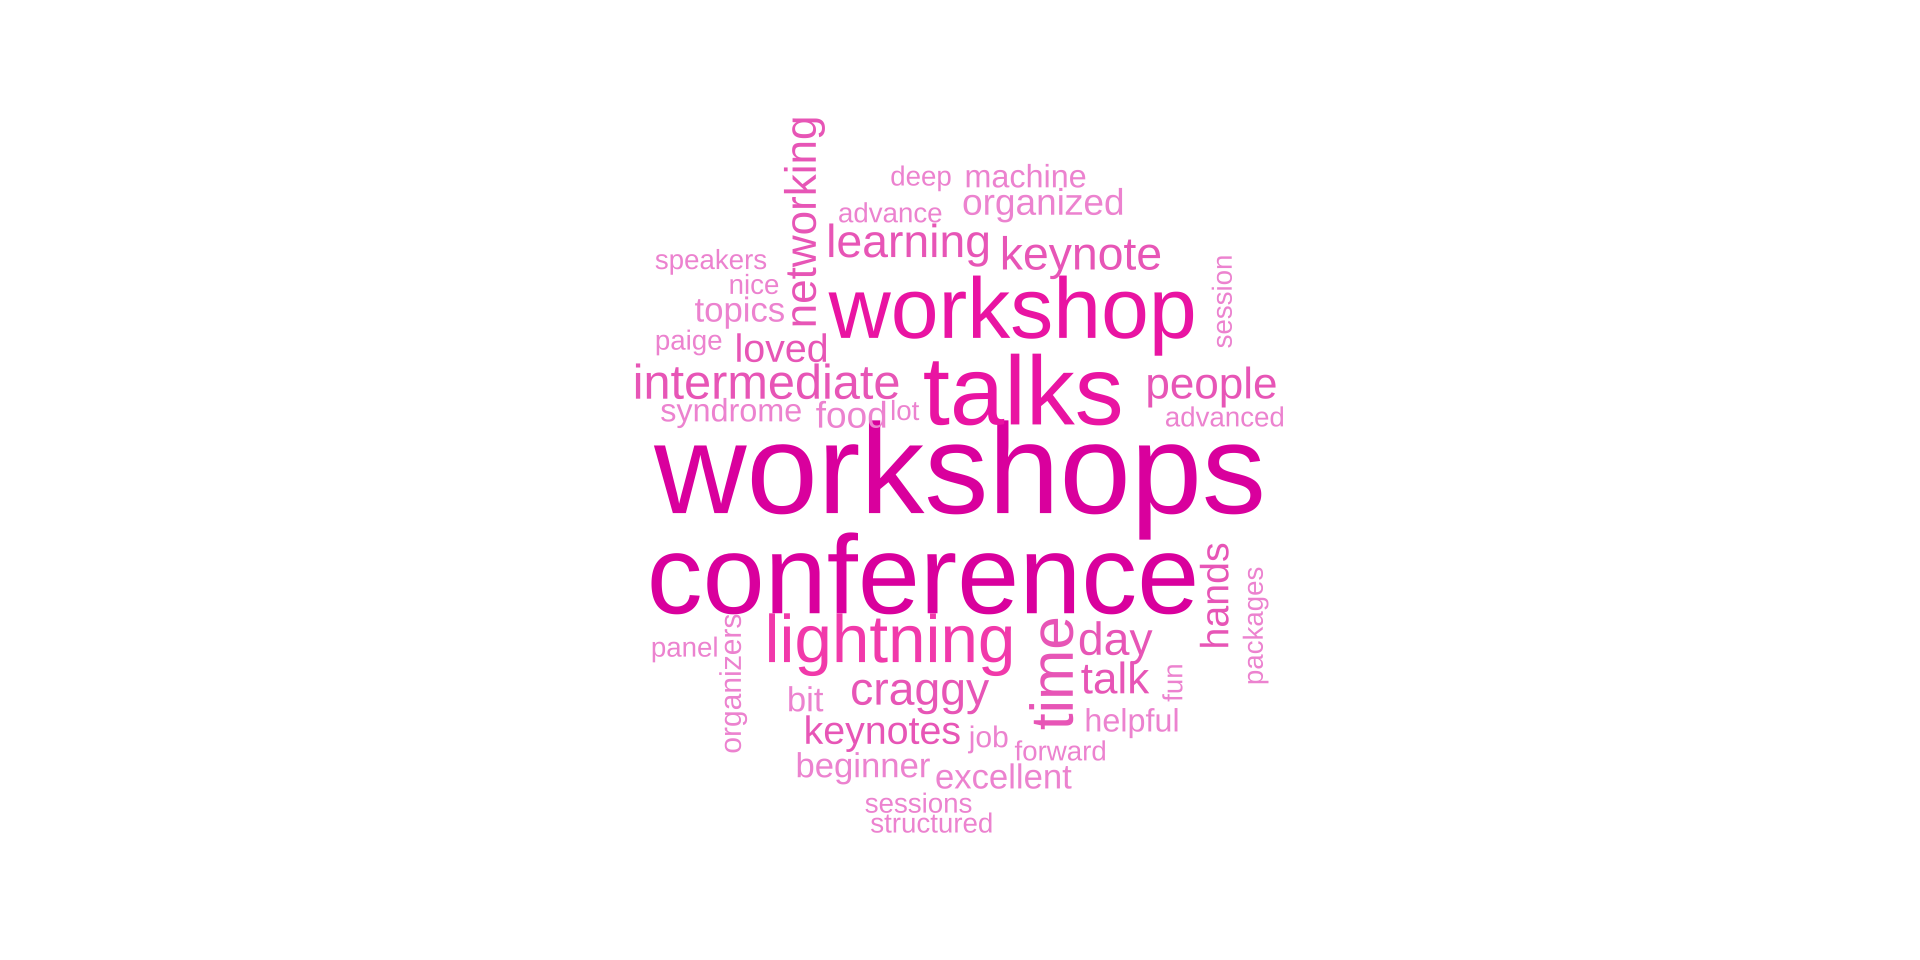 networking
deep machine
advance organized
learning keynote
speakers
session
nice
topics
workshop
paige
loved
intermediate talks people
syndrome food lot advanced
workshops
conference
hands
packages
panel
organizers
lightning
time
day
talk
fun
bit craggy
helpful
keynotes job
forward
beginner excellent
sessions
structured